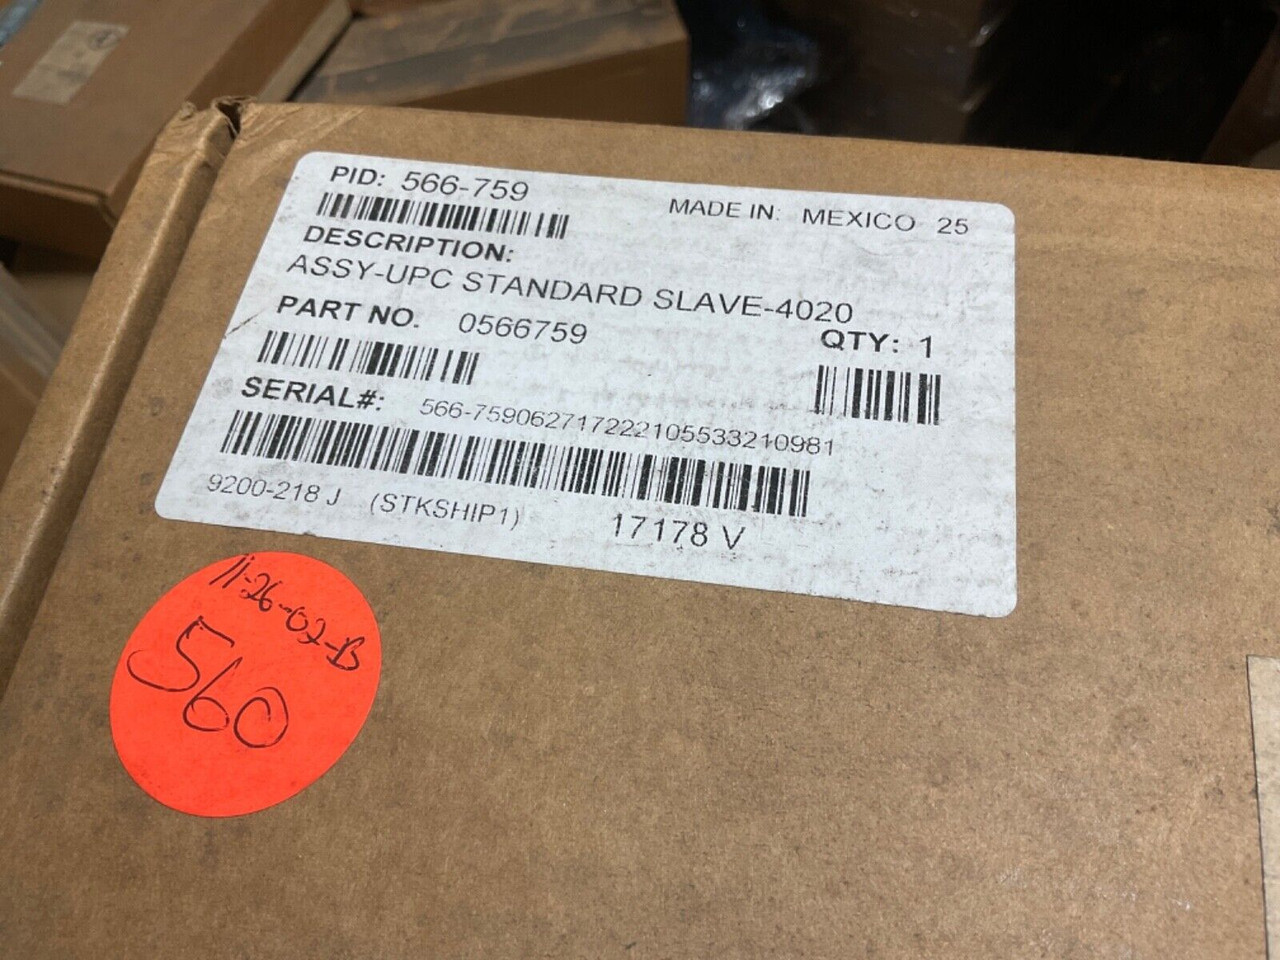 PID: 566-759
MADE IN: MEXICO 25
DESCRIPTION:
ASSY-UPC STANDARD SLAVE-4020
PART NO. 0566759
QTY: 1
SERIAL#: 566-759062717222105533210981
9200-218 J (STKSHIP1) 17178 V
11-26-02-B
560